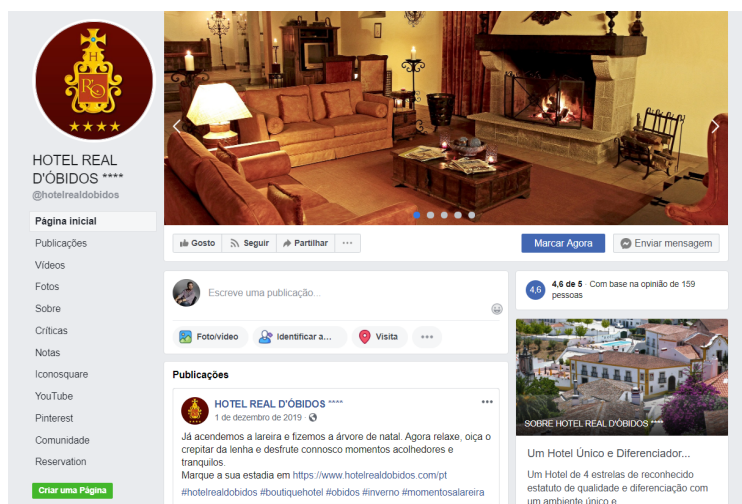 H
RO
HOTEL REAL
D'ÓBIDOS ****
@hotelrealdobidos
Página inicial
Publicações
Vídeos
Fotos
Sobre
Críticas
Notas
Iconosquare
YouTube
Pinterest
Comunidade
Reservation
Criar uma Página
Gosto
Seguir
Partilhar
Marcar Agora
Enviar mensagem
Escreve uma publicação...
Foto/vídeo
Identificar a...
Visita
Publicações
HOTEL REAL D'ÓBIDOS ****
1 de dezembro de 2019 ·
Já acendemos a lareira e fizemos a árvore de natal. Agora relaxe, oiça o
crepitar da lenha e desfrute connosco momentos acolhedores e
tranquilos.
Marque a sua estadia em https://www.hotelrealdobidos.com/pt
#hotelrealdobidos #boutiquehotel #obidos #inverno #momentosalareira
4,6
4,6 de 5 · Com base na opinião de 159
pessoas
SOBRE HOTEL REAL D'ÓBIDOS ****
Um Hotel Único e Diferenciador...
Um Hotel de 4 estrelas de reconhecido
estatuto de qualidade e diferenciação com
um ambiente único e